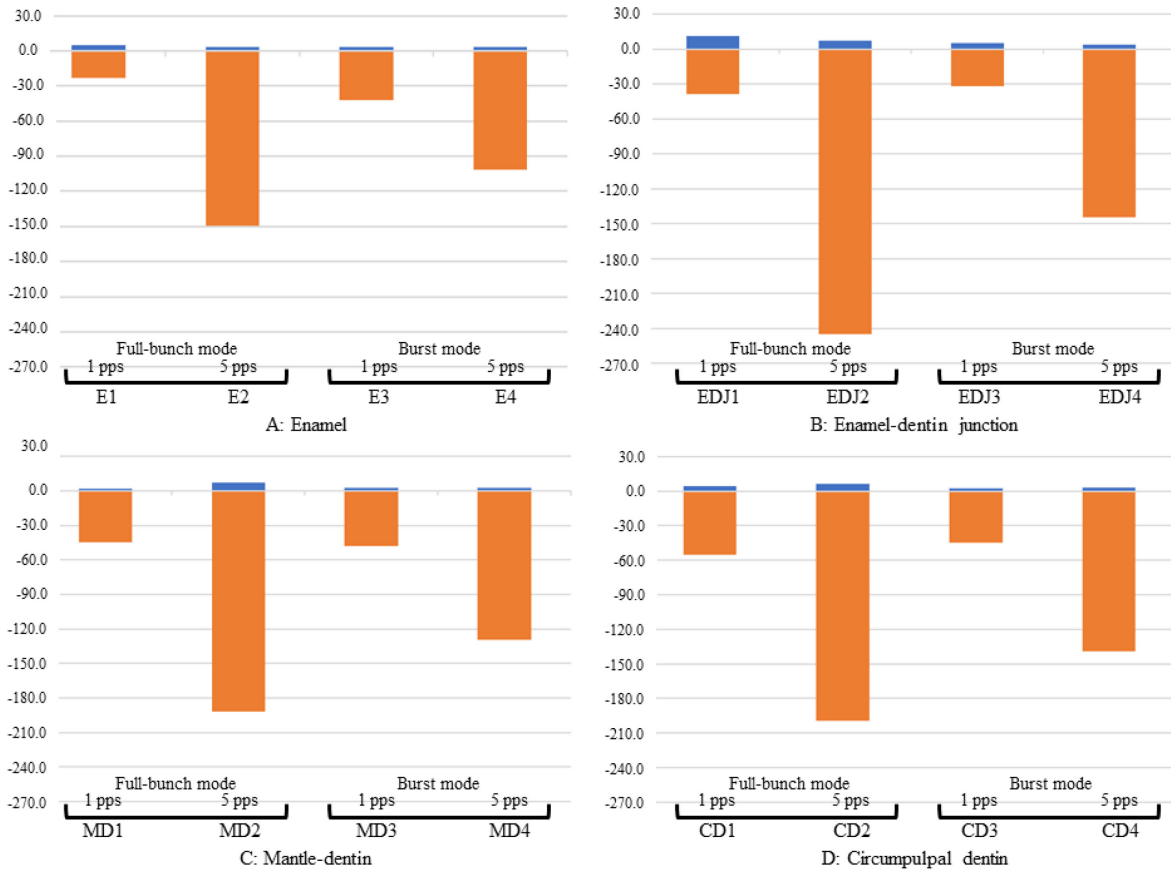 30.0
0.0
-30.0
-60.0
-90.0
-120.0
-150.0
-180.0
-210.0
-240.0
-270.0
Full-bunch mode Burst mode
1 pps 5 pps 1 pps 5 pps
E1 E2 E3 E4
A: Enamel
30.0
0.0
-30.0
-60.0
-90.0
-120.0
-150.0
-180.0
-210.0
-240.0
-270.0
Full-bunch mode Burst mode
1 pps 5 pps 1 pps 5 pps
EDJ1 EDJ2 EDJ3 EDJ4
B: Enamel-dentin junction
30.0
0.0
-30.0
-60.0
-90.0
-120.0
-150.0
-180.0
-210.0
-240.0
-270.0
Full-bunch mode Burst mode
1 pps 5 pps 1 pps 5 pps
MD1 MD2 MD3 MD4
C: Mantle-dentin
30.0
0.0
-30.0
-60.0
-90.0
-120.0
-150.0
-180.0
-210.0
-240.0
-270.0
Full-bunch mode Burst mode
1 pps 5 pps 1 pps 5 pps
CD1 CD2 CD3 CD4
D: Circumpulpal dentin